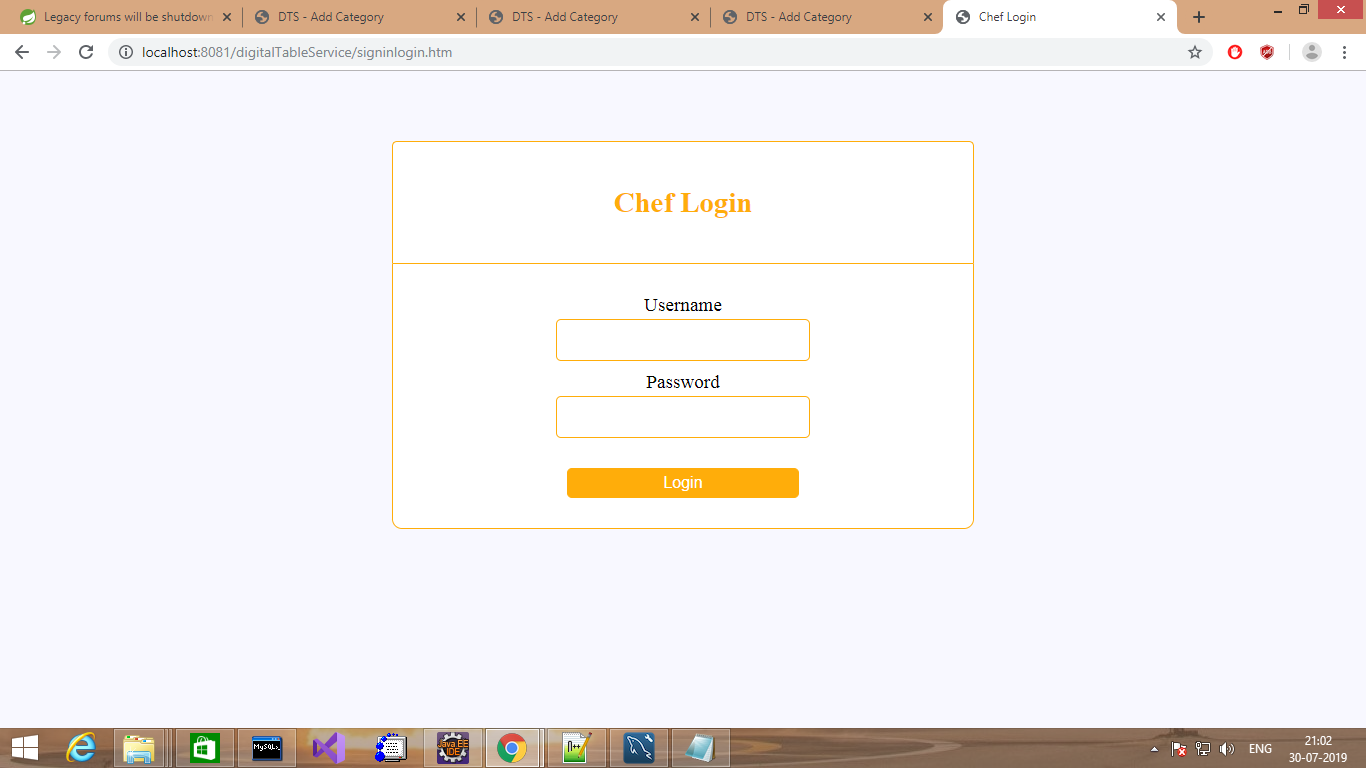 Legacy forums will be shutdown
DTS - Add Category
DTS - Add Category
DTS - Add Category
Chef Login
localhost:8081/digitalTableService/signinlogin.htm
Chef Login
Username
Password
Login
MySQL
Java EE
IDE
ENG
21:02
30-07-2019